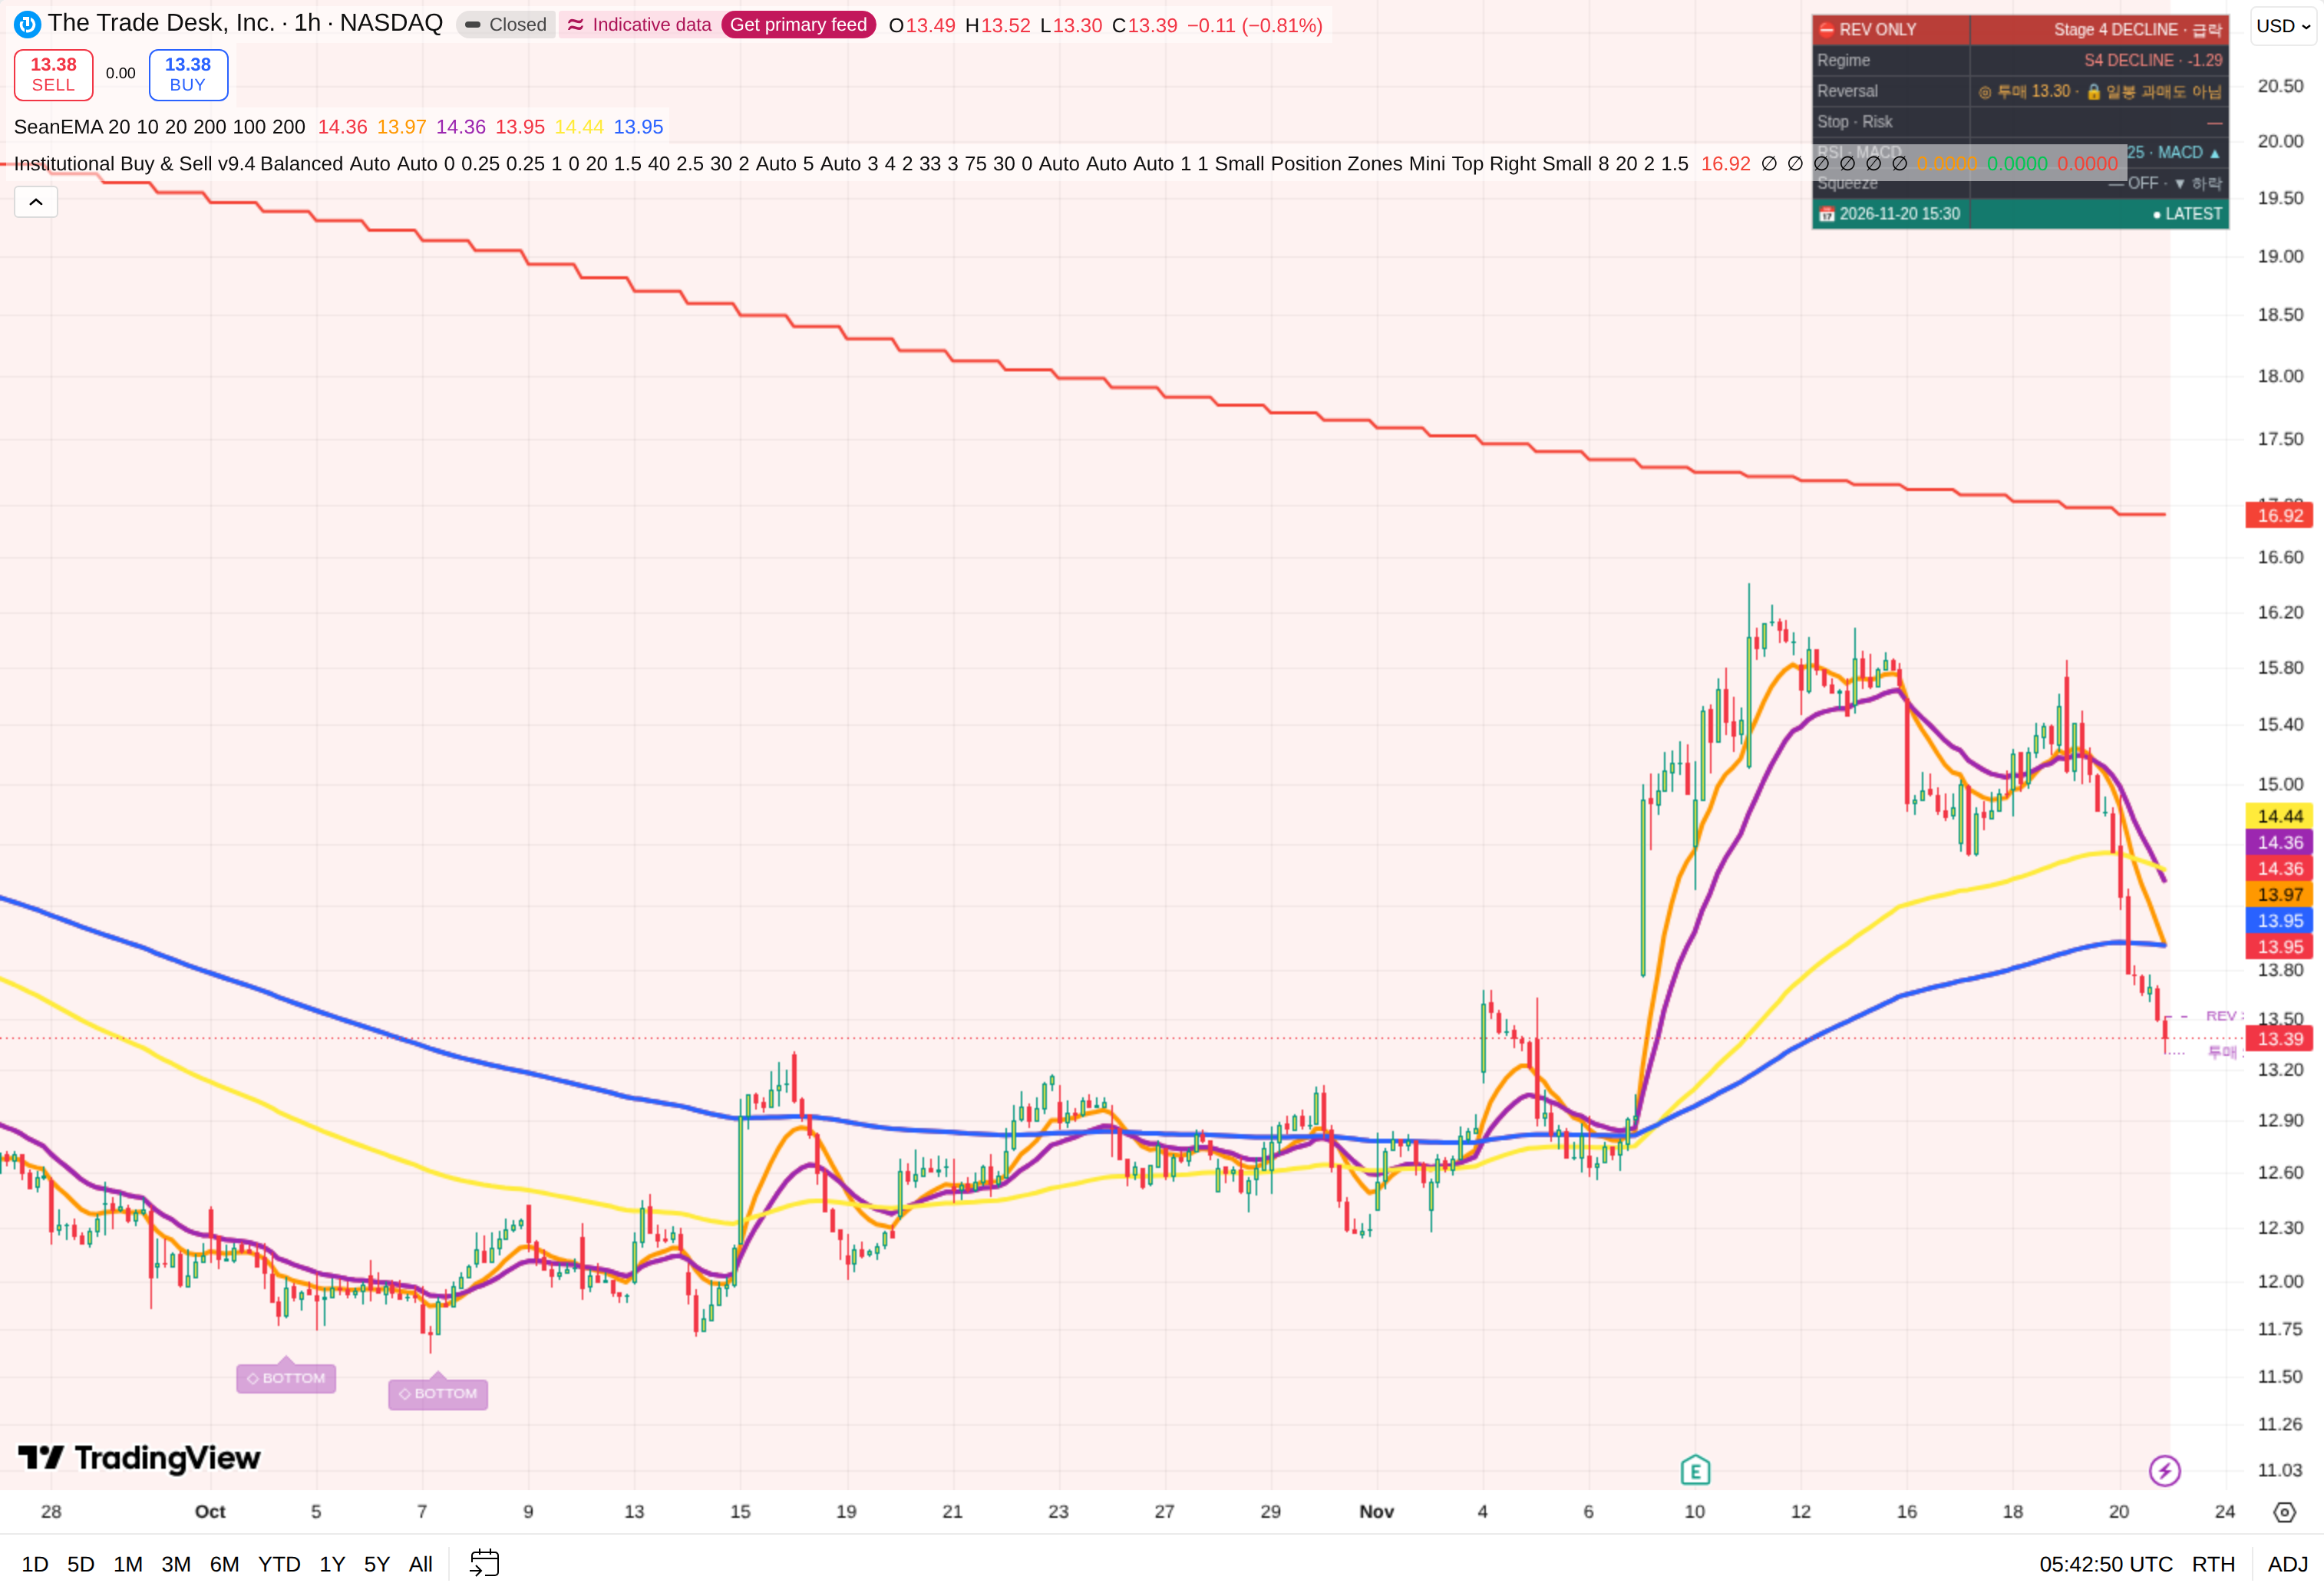 The Trade Desk, Inc. · 1h · NASDAQ Closed Indicative data Get primary feed O13.49 H13.52 L13.30 C13.39 −0.11 (−0.81%)
13.38 SELL 0.00 13.38 BUY
SeanEMA 20 10 20 200 100 200 14.36 13.97 14.36 13.95 14.44 13.95
Institutional Buy & Sell v9.4 Balanced Auto Auto 0 0.25 0.25 1 0 20 1.5 40 2.5 30 2 Auto 5 Auto 3 4 2 33 3 75 30 0 Auto Auto Auto 1 1 Small Position Zones Mini Top Right Small 8 20 2 1.5 16.92 ∅ ∅ ∅ ∅ ∅ ∅ 0.0000 0.0000 0.0000
REV ONLY Stage 4 DECLINE · 급락
Regime S4 DECLINE · -1.29
Reversal ◎ 투매 13.30 · 🔒 일봉 과매도 아님
Stop · Risk —
RSI · MACD 25 · MACD ▲
Squeeze — OFF · ▼ 하락
2026-11-20 15:30 ● LATEST
USD
20.50
20.00
19.50
19.00
18.50
18.00
17.50
16.92
16.60
16.20
15.80
15.40
15.00
14.44
14.36
14.36
13.97
13.95
13.95
13.80
13.50
13.39
13.20
12.90
12.60
12.30
12.00
11.75
11.50
11.26
11.03
REV
투매
◇ BOTTOM
◇ BOTTOM
TradingView
E
28 Oct 5 7 9 13 15 19 21 23 27 29 Nov 4 6 10 12 16 18 20 24
1D 5D 1M 3M 6M YTD 1Y 5Y All 05:42:50 UTC RTH ADJ